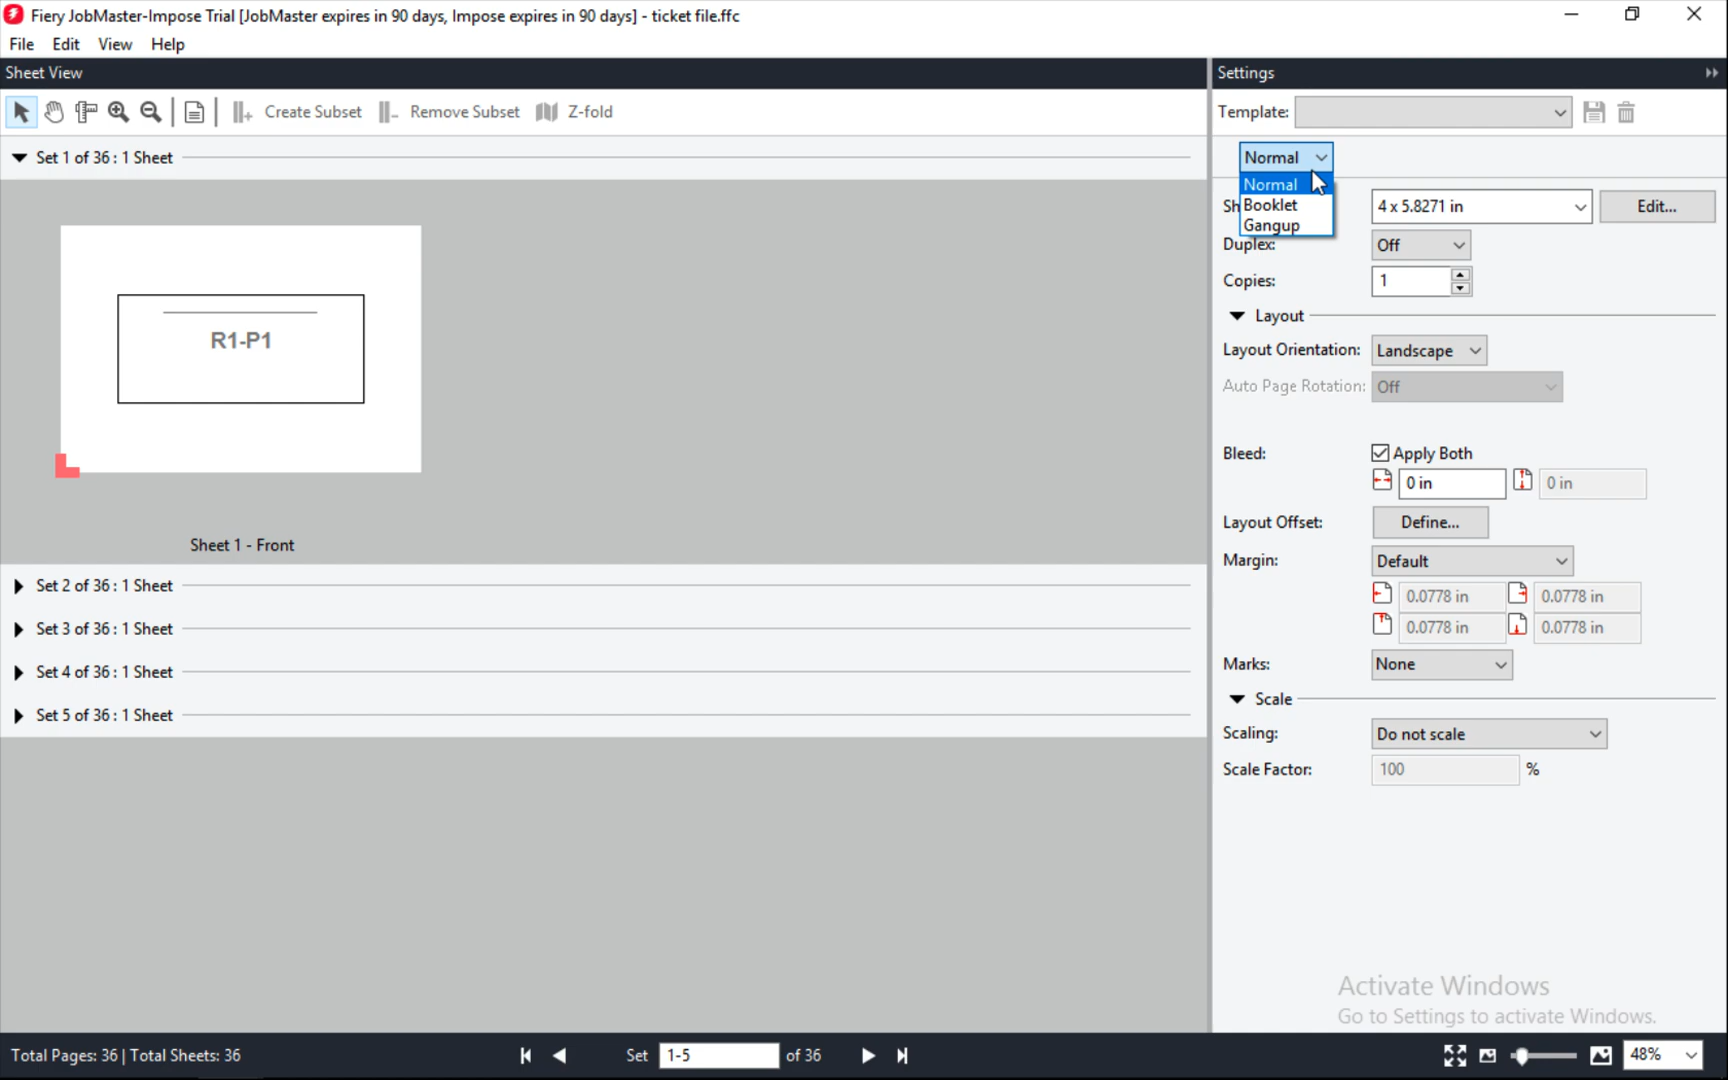 Fiery JobMaster-Impose Trial [JobMaster expires in 90 days, Impose expires in 90 days] - ticket file.ffc
File Edit View Help
Sheet View
Settings
Create Subset Remove Subset Z-fold
Template:
Set 1 of 36 : 1 Sheet
Normal
Normal
Booklet
Gangup
Sh
4 x 5.8271 in
Edit...
Duplex:
Off
Copies:
1
Layout
Layout Orientation:
Landscape
Auto Page Rotation:
Off
R1-P1
Bleed:
Apply Both
0 in
0 in
Layout Offset:
Define...
Sheet 1 - Front
Margin:
Default
Set 2 of 36 : 1 Sheet
0.0778 in
0.0778 in
Set 3 of 36 : 1 Sheet
0.0778 in
0.0778 in
Set 4 of 36 : 1 Sheet
Marks:
None
Set 5 of 36 : 1 Sheet
Scale
Scaling:
Do not scale
Scale Factor:
100
%
Activate Windows
Go to Settings to activate Windows.
Total Pages: 36 | Total Sheets: 36
Set 1-5 of 36
48%